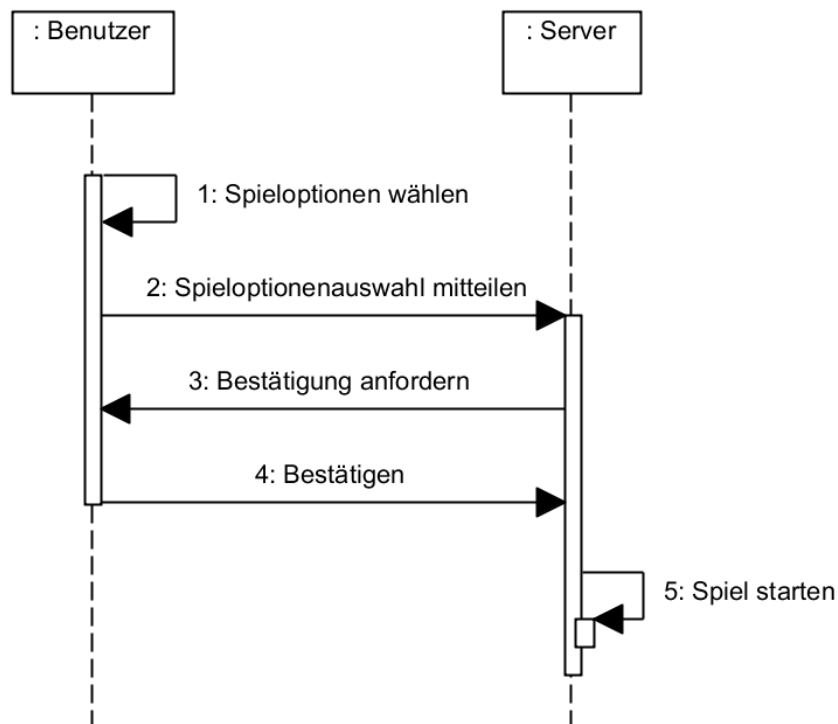 : Benutzer
: Server
1: Spieloptionen wählen
2: Spieloptionenauswahl mitteilen
3: Bestätigung anfordern
4: Bestätigen
5: Spiel starten